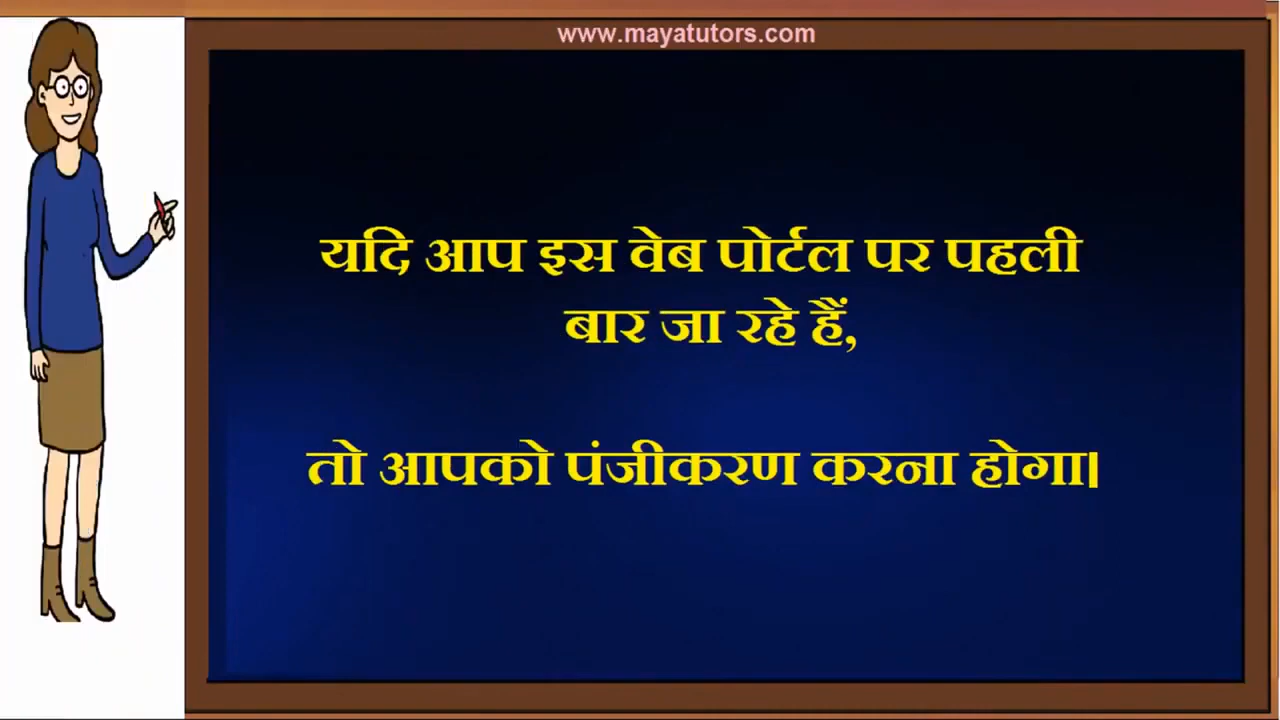 www.mayatutors.com
यदि आप इस वेब पोर्टल पर पहली
बार जा रहे हैं,
तो आपको पंजीकरण करना होगा।